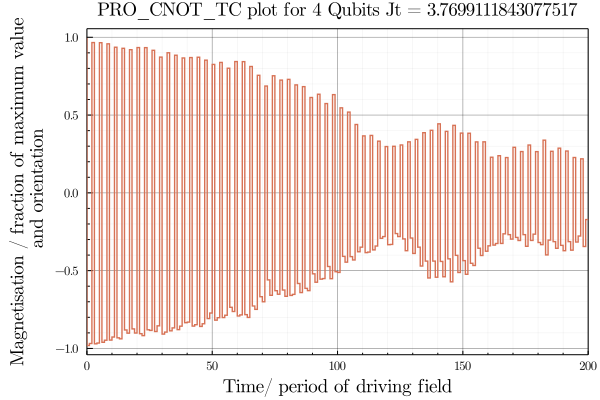 PRO_CNOT_TC plot for 4 Qubits Jt = 3.7699111843077517
Magnetisation / fraction of maximum value
and orientation
1.0
0.5
0.0
−0.5
−1.0
0 50 100 150 200
Time/ period of driving field